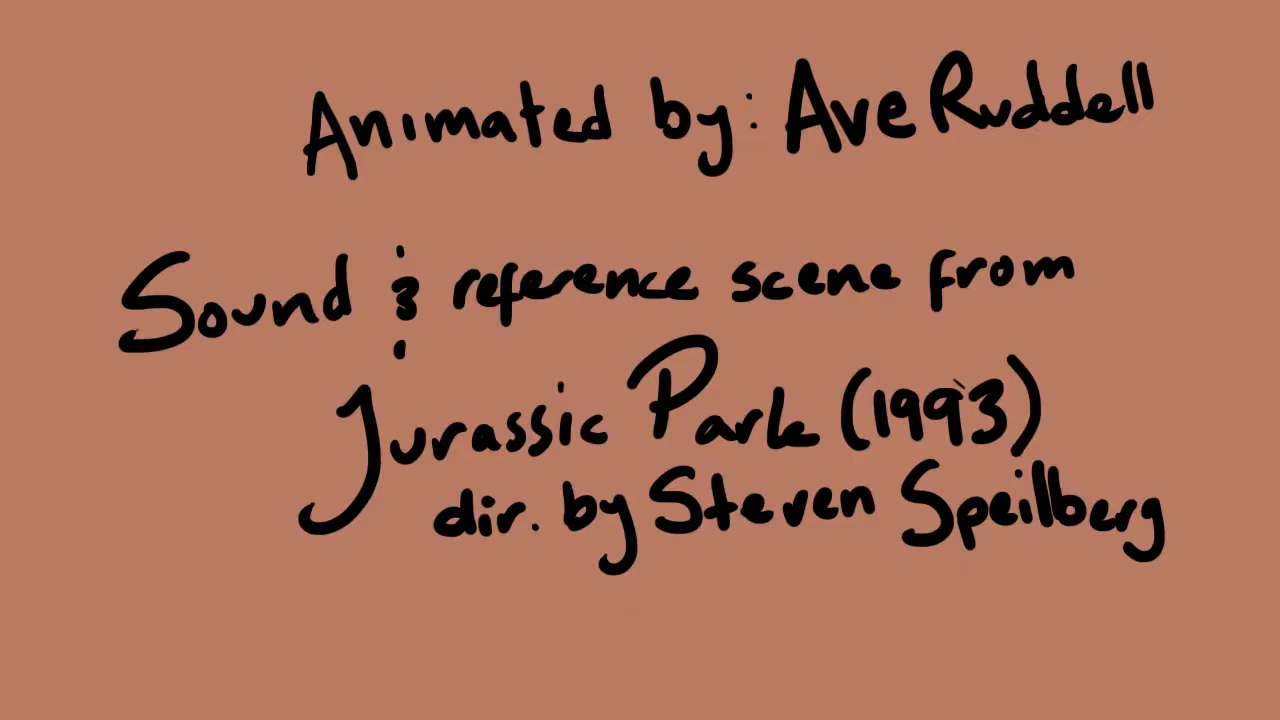 Animated by: Ave Ruddell
Sound & reference scene from
Jurassic Park (1993)
dir. by Steven Speilberg